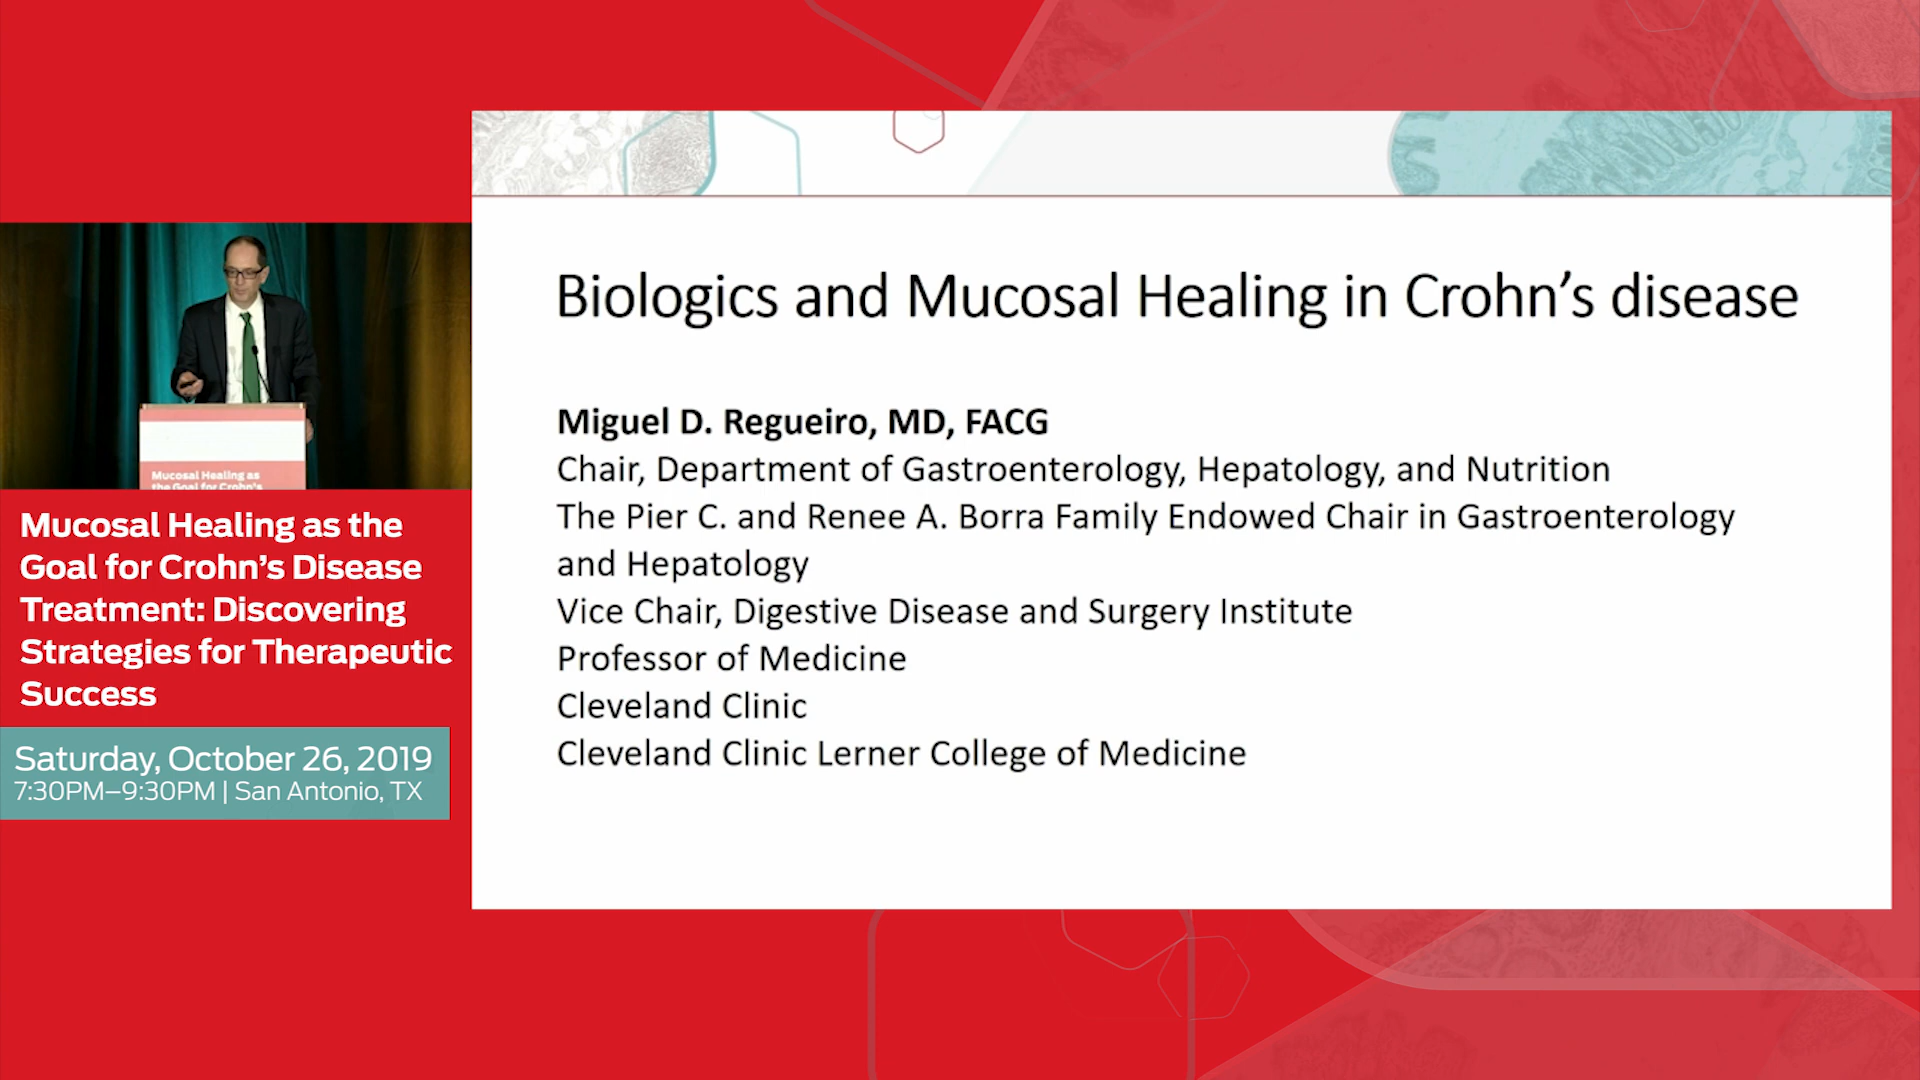 Biologics and Mucosal Healing in Crohn’s disease
Miguel D. Regueiro, MD, FACG
Chair, Department of Gastroenterology, Hepatology, and Nutrition
The Pier C. and Renee A. Borra Family Endowed Chair in Gastroenterology
and Hepatology
Vice Chair, Digestive Disease and Surgery Institute
Professor of Medicine
Cleveland Clinic
Cleveland Clinic Lerner College of Medicine
Mucosal Healing as
the Goal for Crohn's
Mucosal Healing as the
Goal for Crohn’s Disease
Treatment: Discovering
Strategies for Therapeutic
Success
Saturday, October 26, 2019
7:30PM–9:30PM | San Antonio, TX